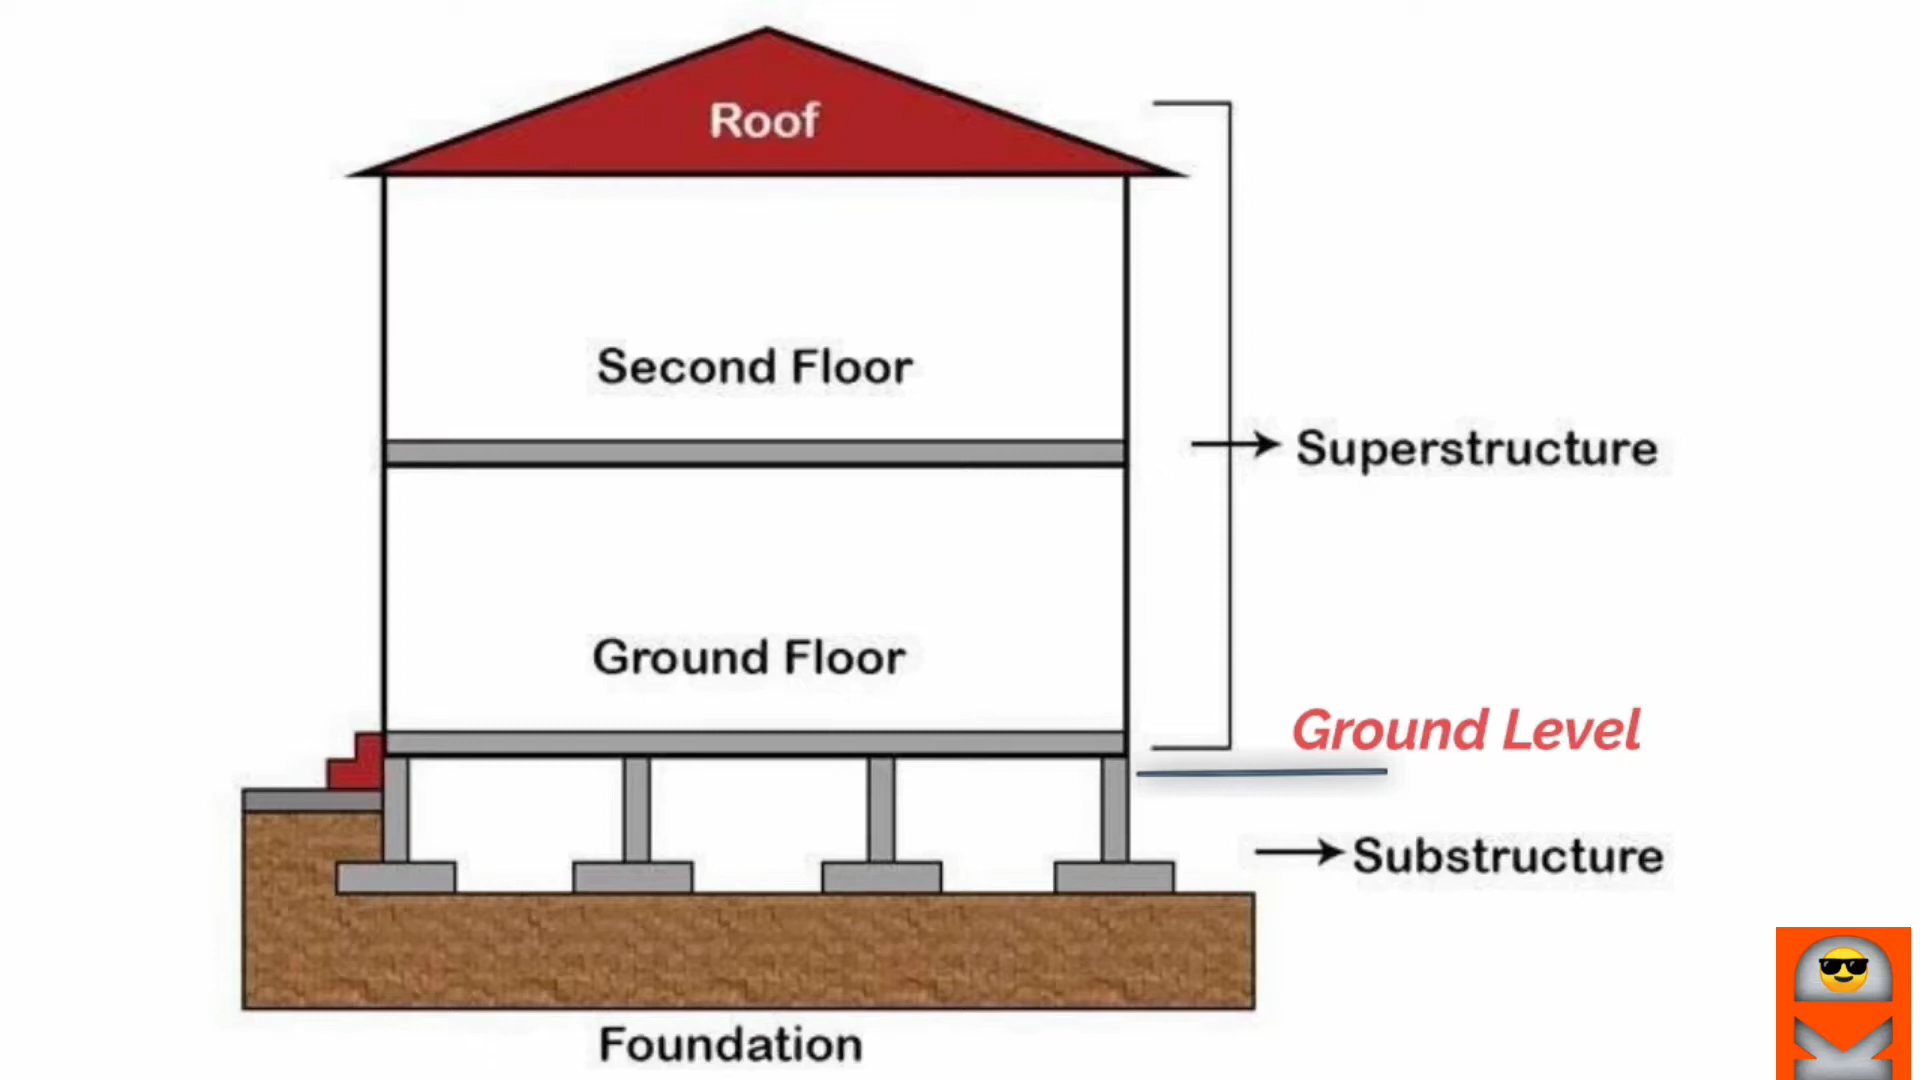 Roof
Second Floor
Superstructure
Ground Floor
Ground Level
Substructure
Foundation